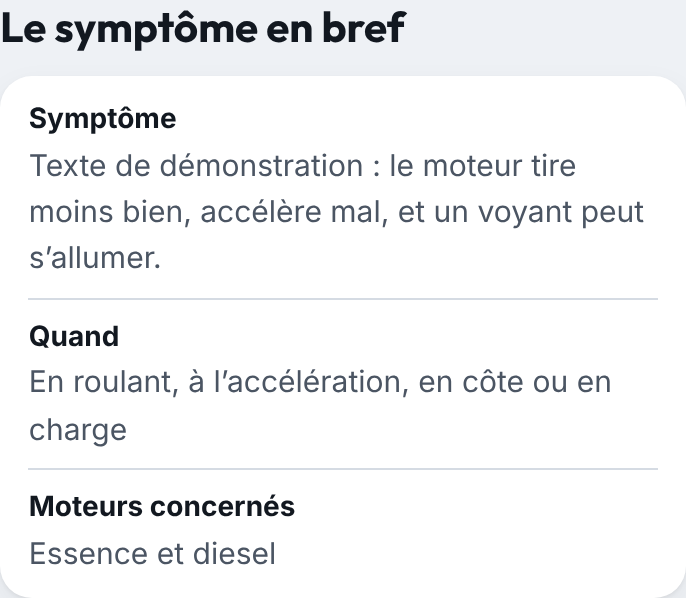 Le symptôme en bref
Symptôme
Texte de démonstration : le moteur tire
moins bien, accélère mal, et un voyant peut
s’allumer.
Quand
En roulant, à l’accélération, en côte ou en
charge
Moteurs concernés
Essence et diesel